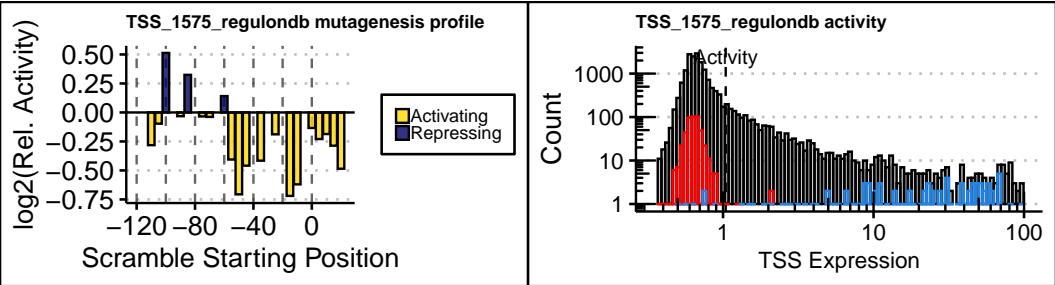 TSS_1575_regulondb mutagenesis profile
log2(Rel. Activity)
0.50
0.25
0.00
−0.25
−0.50
−0.75
−120 −80 −40 0
Scramble Starting Position
Activating
Repressing
TSS_1575_regulondb activity
Activity
Count
1000
100
10
1
1 10 100
TSS Expression